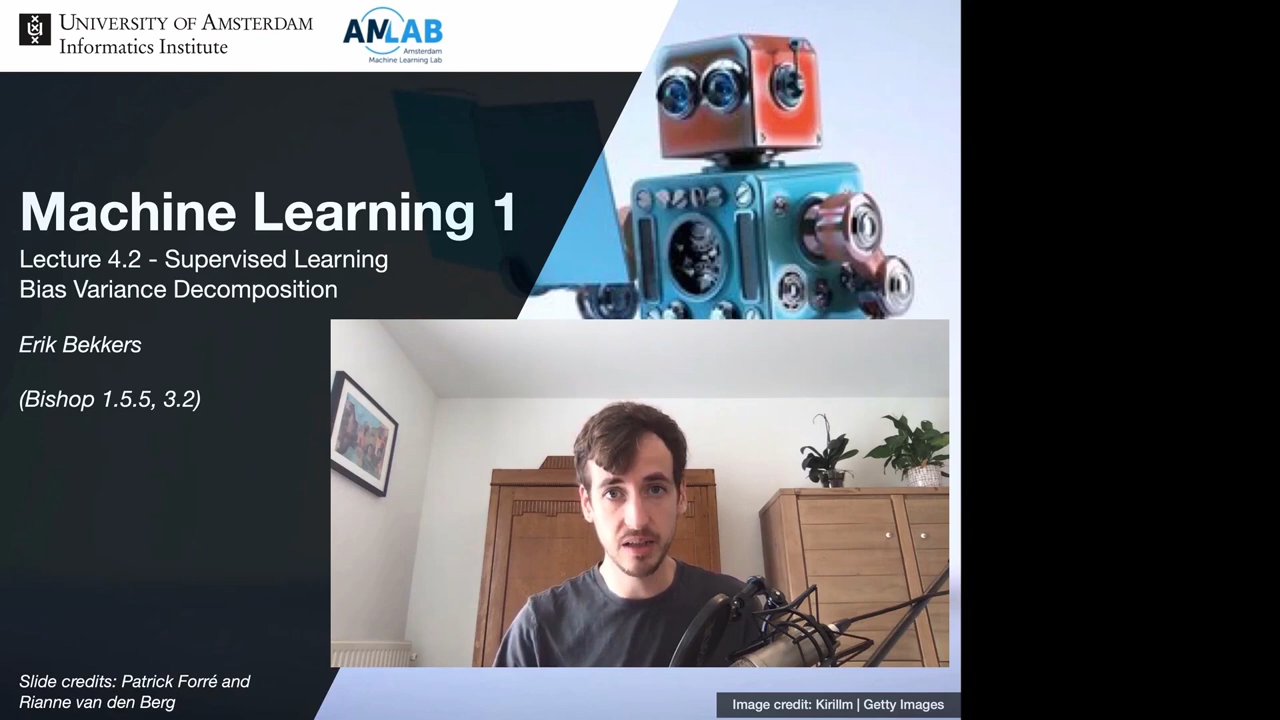 UNIVERSITY OF AMSTERDAM
Informatics Institute
AMLAB
Amsterdam
Machine Learning Lab
Machine Learning 1
Lecture 4.2 - Supervised Learning
Bias Variance Decomposition
Erik Bekkers
(Bishop 1.5.5, 3.2)
Slide credits: Patrick Forré and
Rianne van den Berg
Image credit: Kirillm | Getty Images